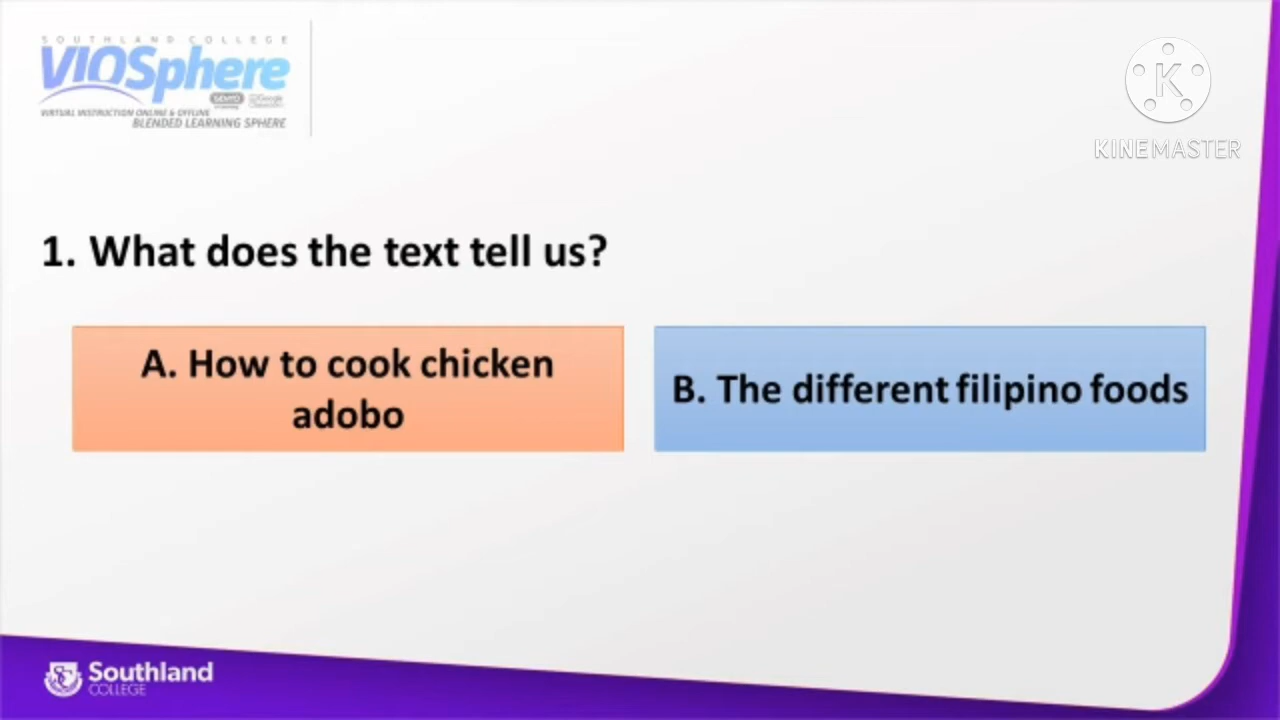 SOUTHLAND COLLEGE
VIOSphere
VIRTUAL INSTRUCTION ONLINE & OFFLINE
BLENDED LEARNING SPHERE
K
KINEMASTER
1. What does the text tell us?
A. How to cook chicken
adobo
B. The different filipino foods
Southland
COLLEGE